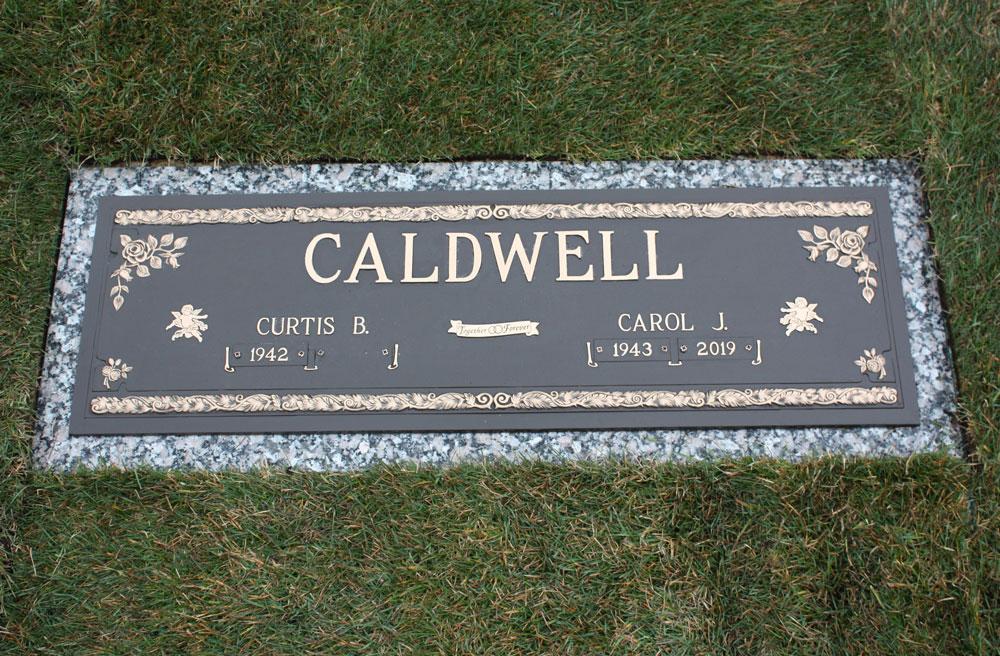 CALDWELL
CURTIS B.
1942
Together Forever
CAROL J.
1943 2019